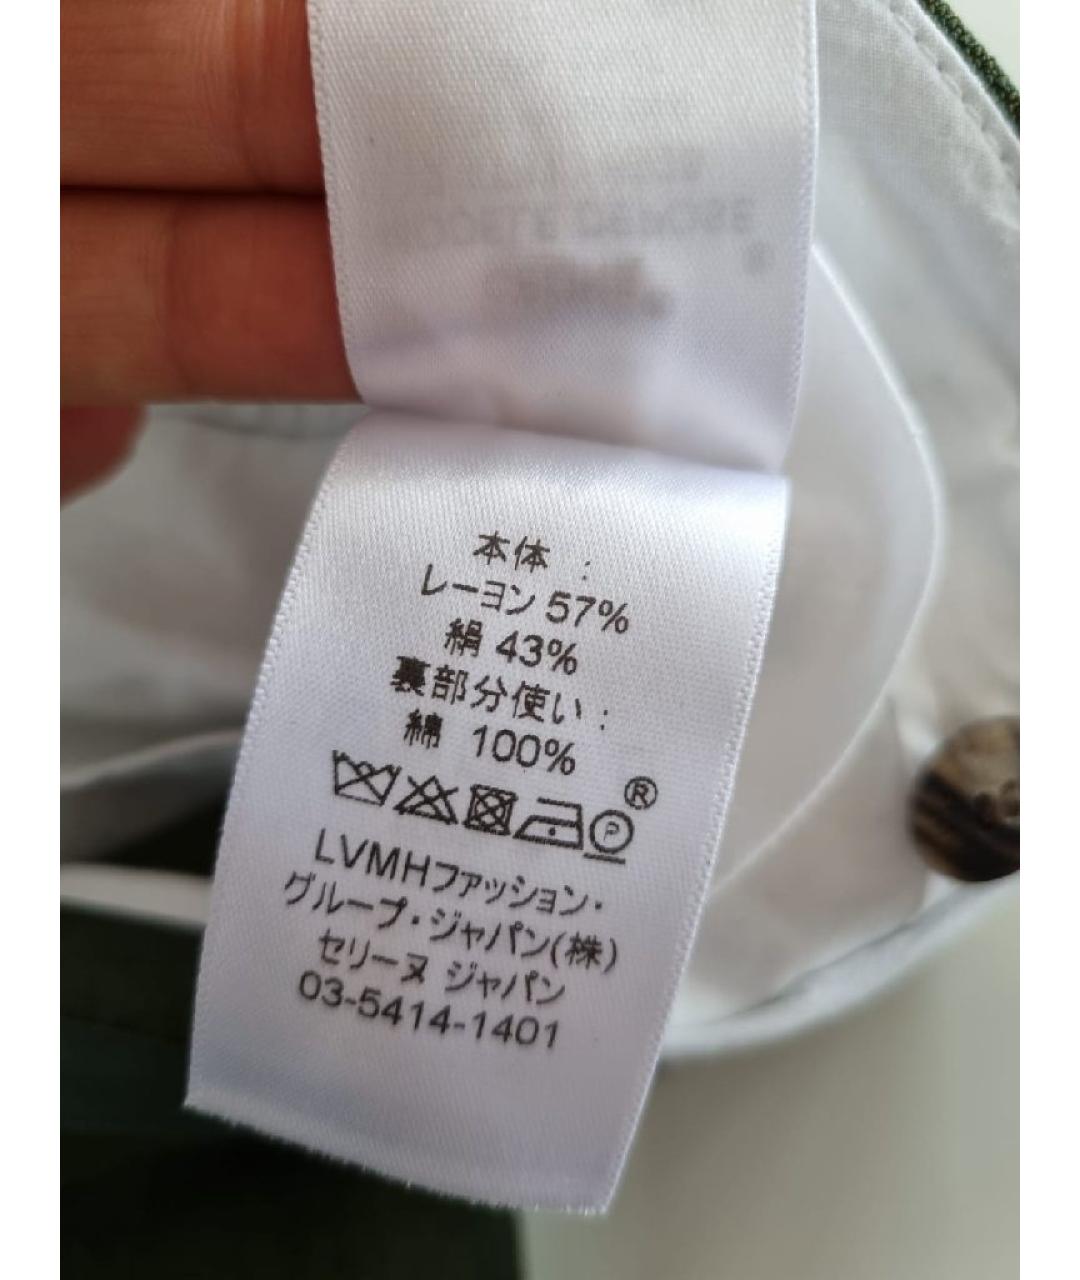 本体 :
レーヨン 57%
絹 43%
裏部分使い :
綿 100%
®
P
LVMHファッション・
グループ・ジャパン(株)
セリーヌ ジャパン
03-5414-1401